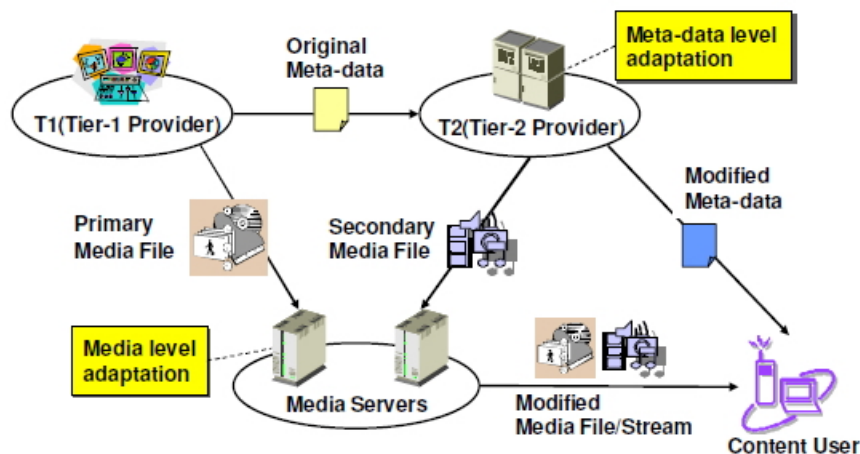 Original
Meta-data
Meta-data level
adaptation
T1(Tier-1 Provider)
T2(Tier-2 Provider)
Primary
Media File
Secondary
Media File
Modified
Meta-data
Media level
adaptation
Media Servers
Modified
Media File/Stream
Content User